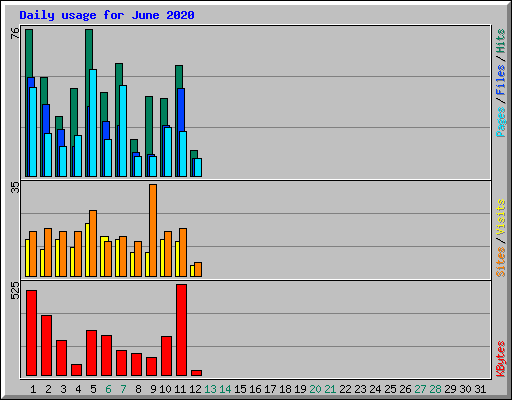 Daily usage for June 2020
76
35
525
Pages / Files / Hits
Sites / Visits
KBytes
1 2 3 4 5 6 7 8 9 10 11 12 13 14 15 16 17 18 19 20 21 22 23 24 25 26 27 28 29 30 31